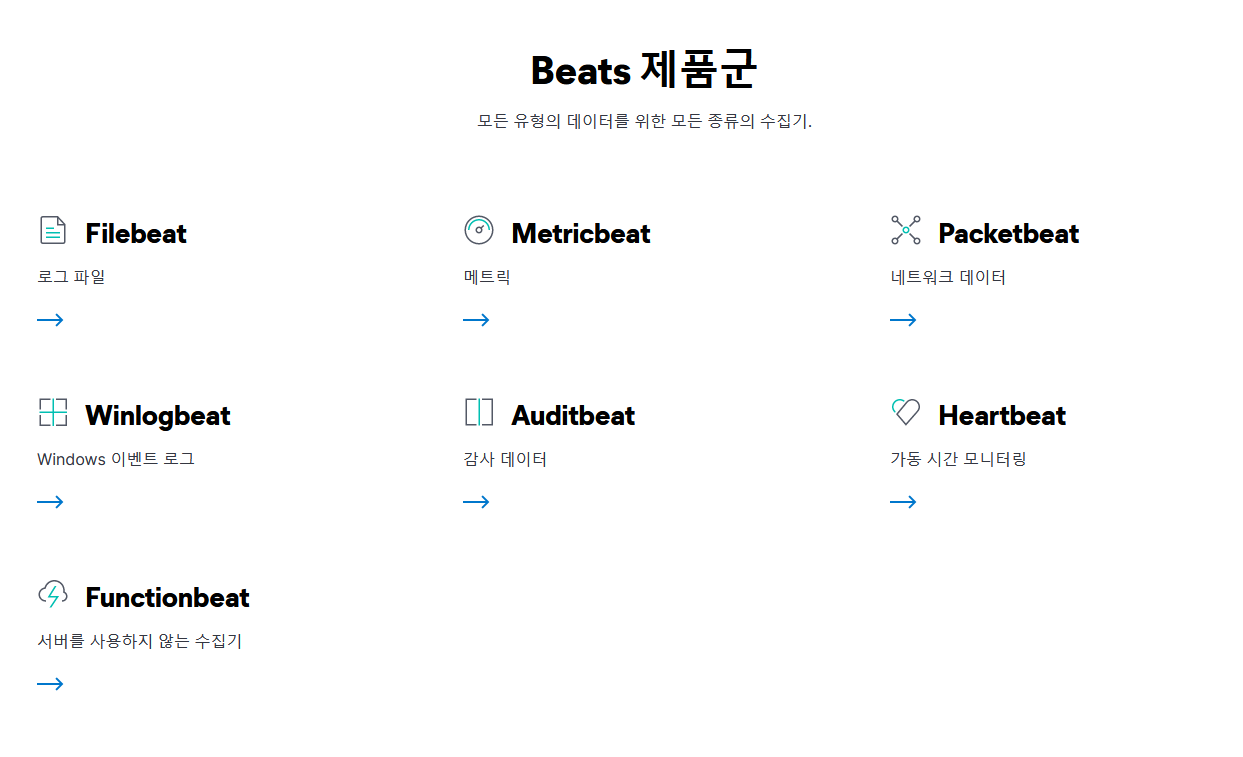 Beats 제품군
모든 유형의 데이터를 위한 모든 종류의 수집기.
Filebeat
로그 파일
Metricbeat
메트릭
Packetbeat
네트워크 데이터
Winlogbeat
Windows 이벤트 로그
Auditbeat
감사 데이터
Heartbeat
가동 시간 모니터링
Functionbeat
서버를 사용하지 않는 수집기